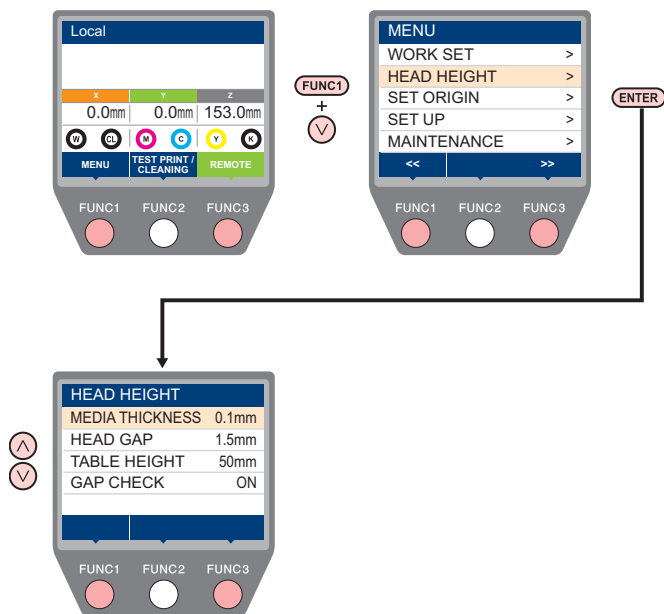 Local
X Y Z
0.0mm 0.0mm 153.0mm
W CL M C Y K
MENU TEST PRINT / CLEANING REMOTE
FUNC1 FUNC2 FUNC3
FUNC1
+
MENU
WORK SET >
HEAD HEIGHT >
SET ORIGIN >
SET UP >
MAINTENANCE >
<< >>
FUNC1 FUNC2 FUNC3
ENTER
HEAD HEIGHT
MEDIA THICKNESS 0.1mm
HEAD GAP 1.5mm
TABLE HEIGHT 50mm
GAP CHECK ON
FUNC1 FUNC2 FUNC3